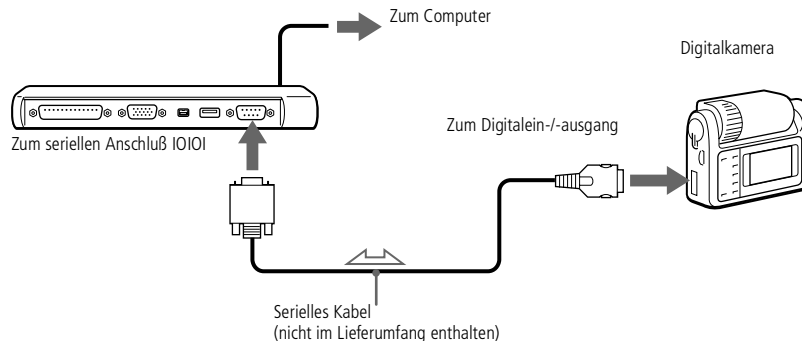 Zum Computer
Digitalkamera
Zum seriellen Anschluß IOIOI
Zum Digitalein-/-ausgang
Serielles Kabel
(nicht im Lieferumfang enthalten)